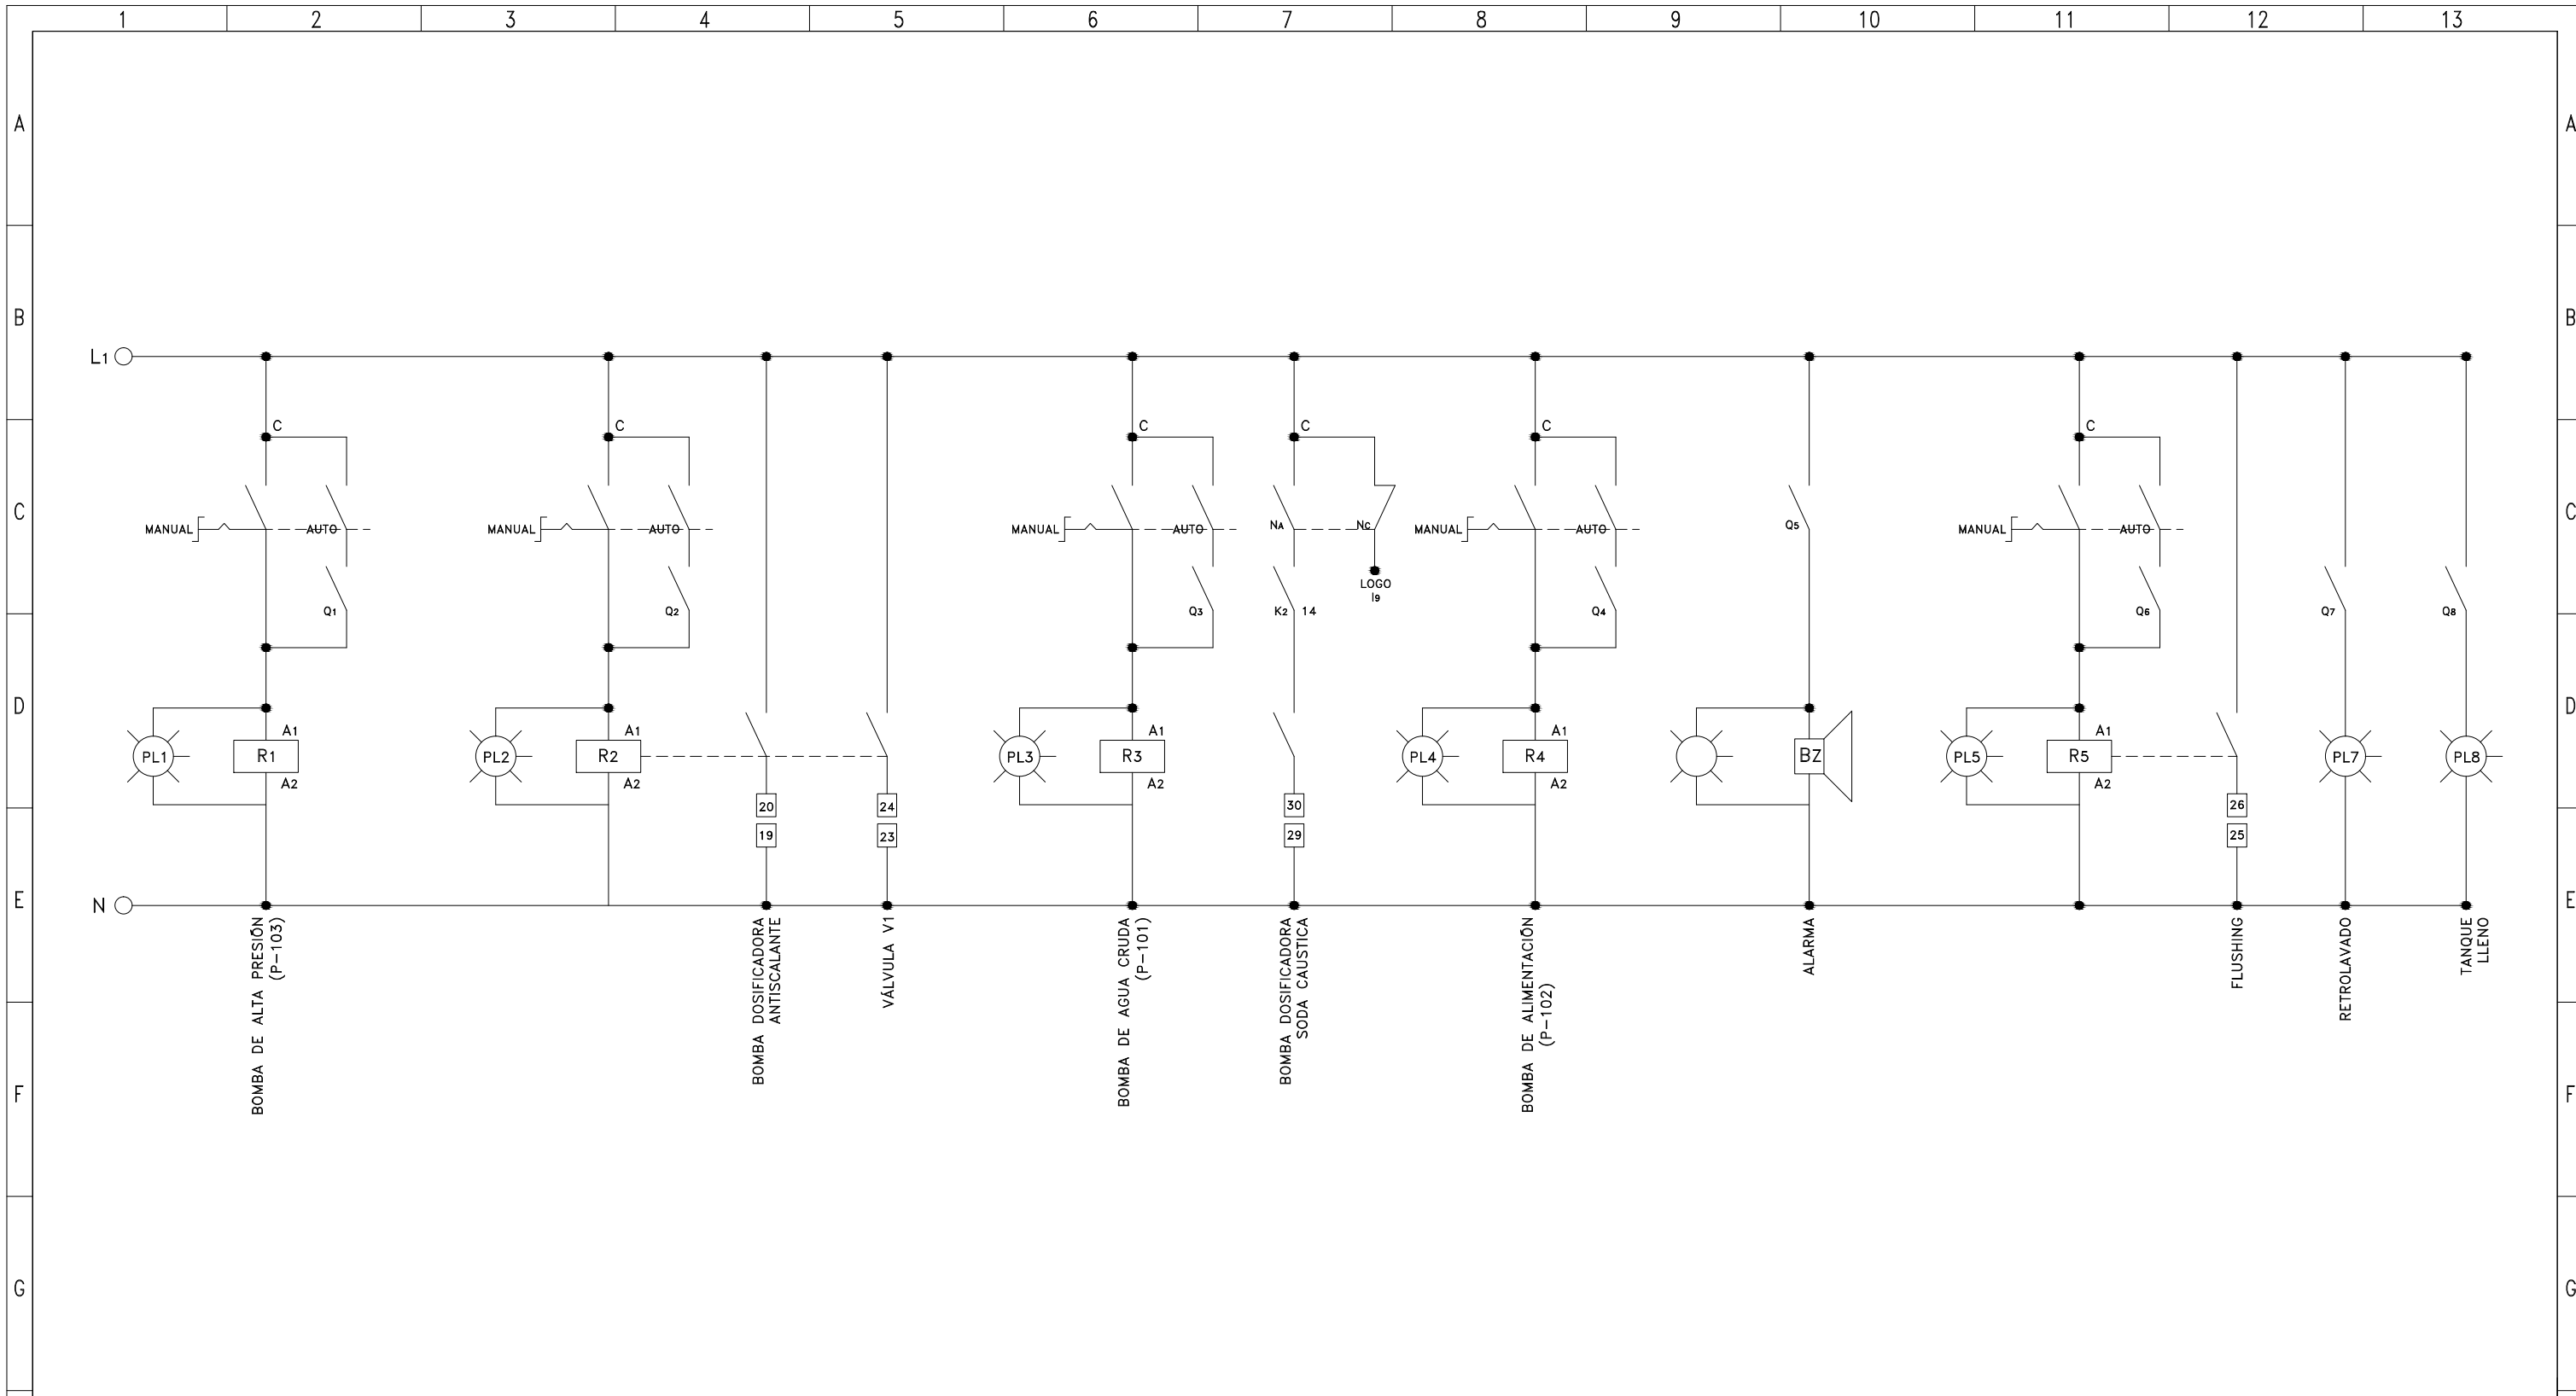 1 2 3 4 5 6 7 8 9 10 11 12 13
A A
B B
L1
C C C C C C
C C
MANUAL AUTO MANUAL AUTO MANUAL AUTO NA NC MANUAL AUTO Q5 MANUAL AUTO
LOGO
I9
Q1 Q2 Q3 K2 14 Q4 Q6 Q7 Q8
D D
A1 A1 A1 A1 A1
PL1 R1 PL2 R2 PL3 R3 PL4 R4 BZ PL5 R5 PL7 PL8
A2 A2 A2 A2 A2
20 24 30 26
19 23 29 25
E E
N
BOMBA DE ALTA PRESIÓN
(P-103)
BOMBA DOSIFICADORA
ANTISCALANTE
VÁLVULA V1
BOMBA DE AGUA CRUDA
(P-101)
BOMBA DOSIFICADORA
SODA CAUSTICA
BOMBA DE ALIMENTACIÓN
(P-102)
ALARMA
FLUSHING
RETROLAVADO
TANQUE
LLENO
F F
G G